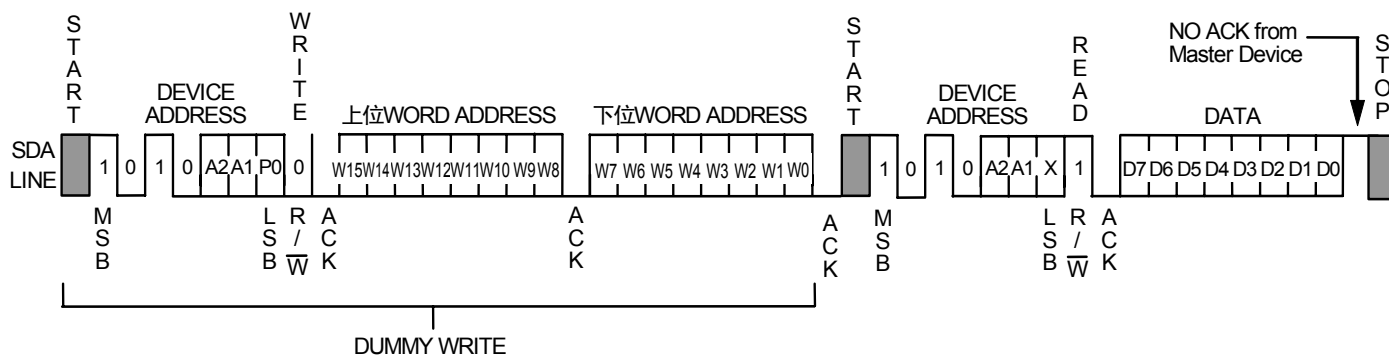 START
WRITE
START
READ
NO ACK from
Master Device
STOP
DEVICE
ADDRESS
上位WORD ADDRESS
下位WORD ADDRESS
DEVICE
ADDRESS
DATA
SDA
LINE
1 0 1 0 A2 A1 P0 0 W15 W14 W13 W12 W11 W10 W9 W8 W7 W6 W5 W4 W3 W2 W1 W0 1 0 1 0 A2 A1 X 1 D7 D6 D5 D4 D3 D2 D1 D0
MSB
LSB
R/W
ACK
ACK
ACK
MSB
LSB
R/W
ACK
DUMMY WRITE